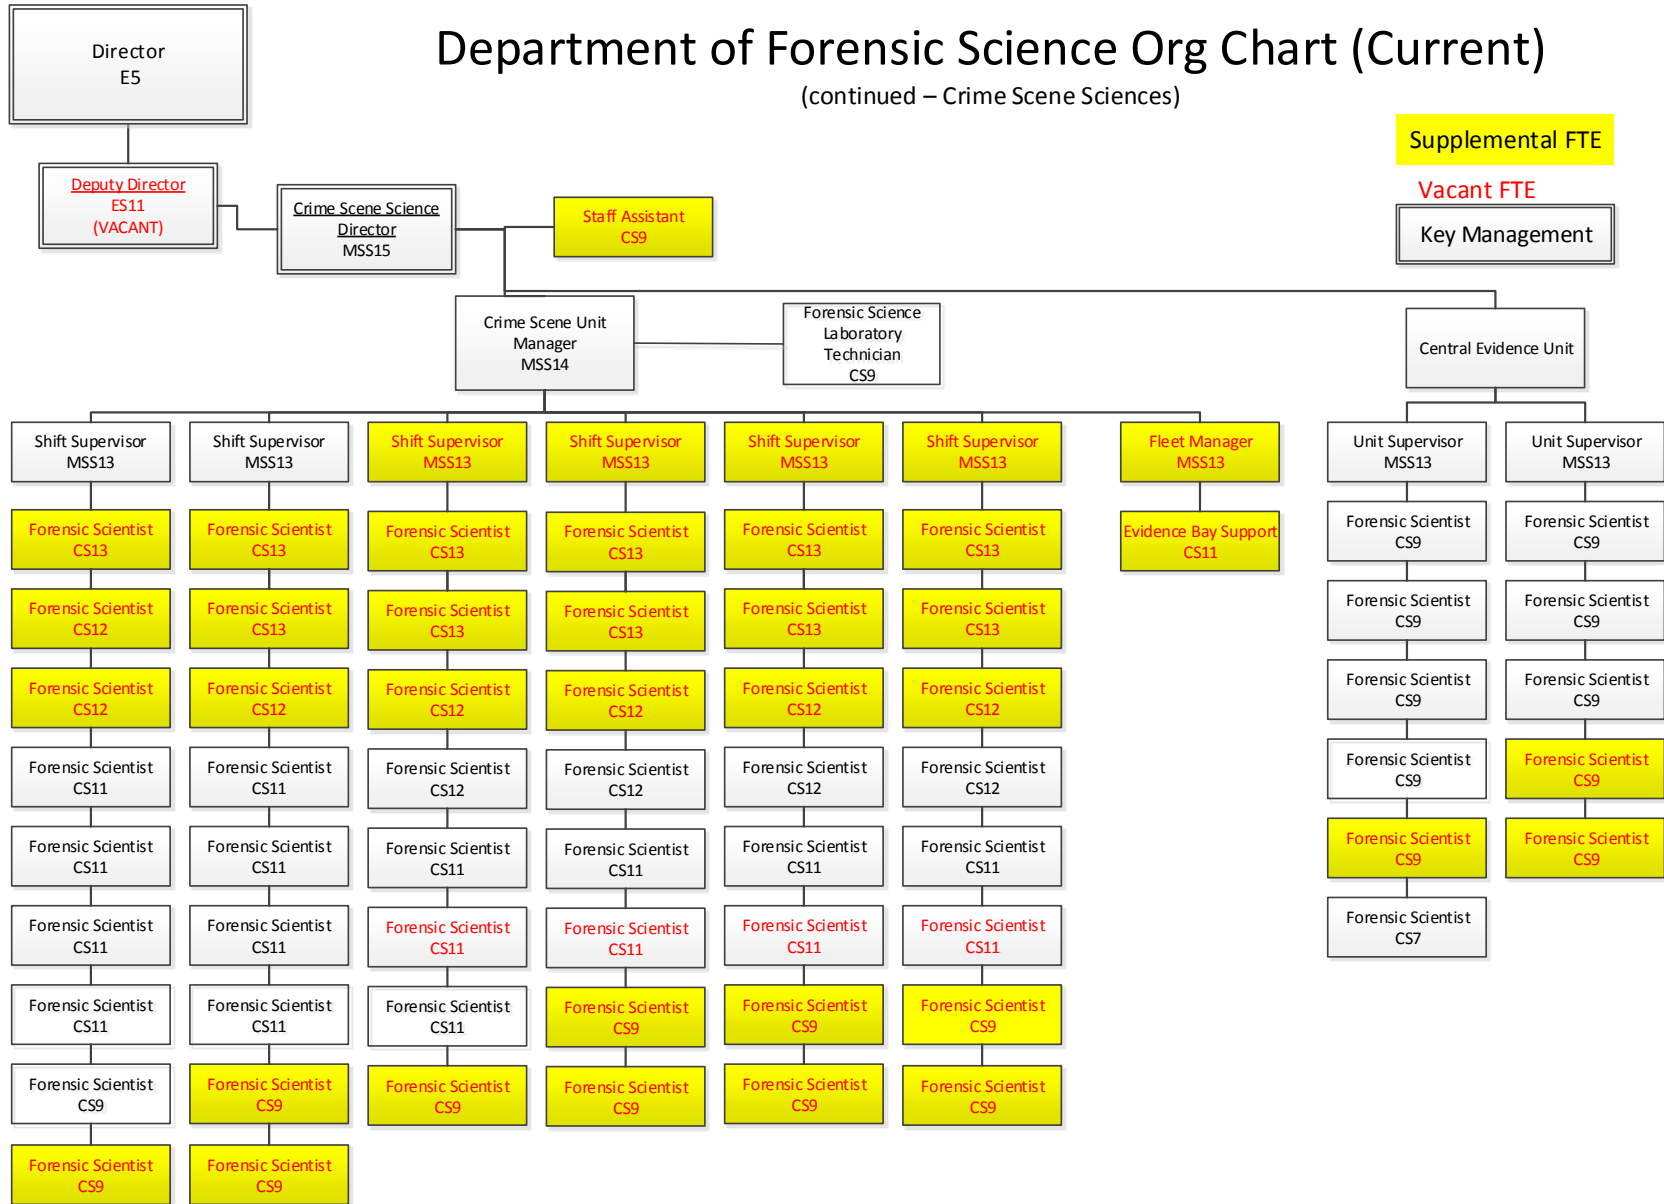 Department of Forensic Science Org Chart (Current)
(continued – Crime Scene Sciences)
Director
E5
Supplemental FTE
Vacant FTE
Key Management
Deputy Director
ES11
(VACANT)
Crime Scene Science
Director
MSS15
Staff Assistant
CS9
Crime Scene Unit
Manager
MSS14
Forensic Science
Laboratory
Technician
CS9
Central Evidence Unit
Shift Supervisor
MSS13
Forensic Scientist
CS13
Forensic Scientist
CS12
Forensic Scientist
CS12
Forensic Scientist
CS11
Forensic Scientist
CS11
Forensic Scientist
CS11
Forensic Scientist
CS11
Forensic Scientist
CS9
Forensic Scientist
CS9
Shift Supervisor
MSS13
Forensic Scientist
CS13
Forensic Scientist
CS13
Forensic Scientist
CS12
Forensic Scientist
CS11
Forensic Scientist
CS11
Forensic Scientist
CS11
Forensic Scientist
CS11
Forensic Scientist
CS9
Forensic Scientist
CS9
Shift Supervisor
MSS13
Forensic Scientist
CS13
Forensic Scientist
CS13
Forensic Scientist
CS12
Forensic Scientist
CS12
Forensic Scientist
CS11
Forensic Scientist
CS11
Forensic Scientist
CS11
Forensic Scientist
CS9
Shift Supervisor
MSS13
Forensic Scientist
CS13
Forensic Scientist
CS13
Forensic Scientist
CS12
Forensic Scientist
CS12
Forensic Scientist
CS11
Forensic Scientist
CS11
Forensic Scientist
CS9
Forensic Scientist
CS9
Shift Supervisor
MSS13
Forensic Scientist
CS13
Forensic Scientist
CS13
Forensic Scientist
CS12
Forensic Scientist
CS12
Forensic Scientist
CS11
Forensic Scientist
CS11
Forensic Scientist
CS9
Forensic Scientist
CS9
Shift Supervisor
MSS13
Forensic Scientist
CS13
Forensic Scientist
CS13
Forensic Scientist
CS12
Forensic Scientist
CS12
Forensic Scientist
CS11
Forensic Scientist
CS11
Forensic Scientist
CS9
Forensic Scientist
CS9
Fleet Manager
MSS13
Evidence Bay Support
CS11
Unit Supervisor
MSS13
Forensic Scientist
CS9
Forensic Scientist
CS9
Forensic Scientist
CS9
Forensic Scientist
CS9
Forensic Scientist
CS9
Forensic Scientist
CS7
Unit Supervisor
MSS13
Forensic Scientist
CS9
Forensic Scientist
CS9
Forensic Scientist
CS9
Forensic Scientist
CS9
Forensic Scientist
CS9